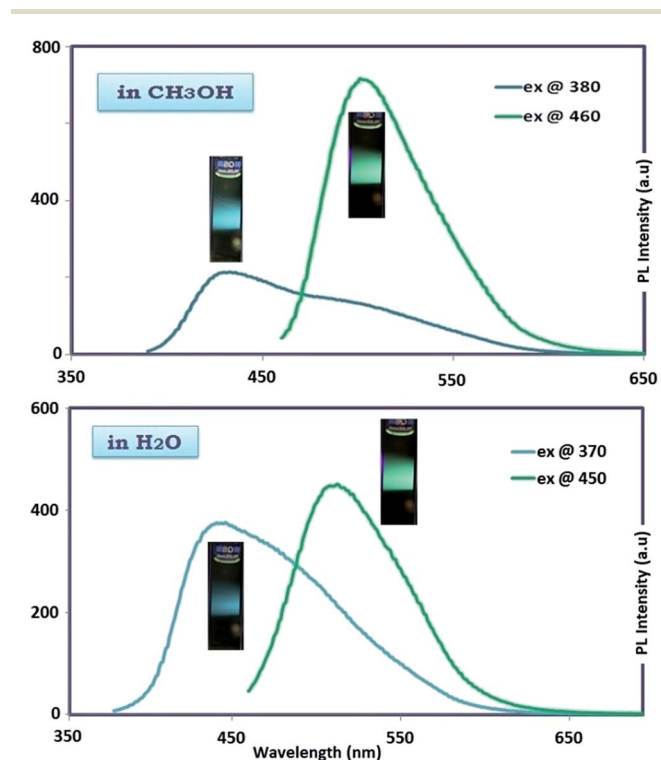 800
in CH3OH
ex @ 380
ex @ 460
400
0
350
450
550
650
PL Intensity (a.u)
600
in H2O
ex @ 370
ex @ 450
400
200
0
350
450
550
650
PL Intensity (a.u)
Wavelength (nm)